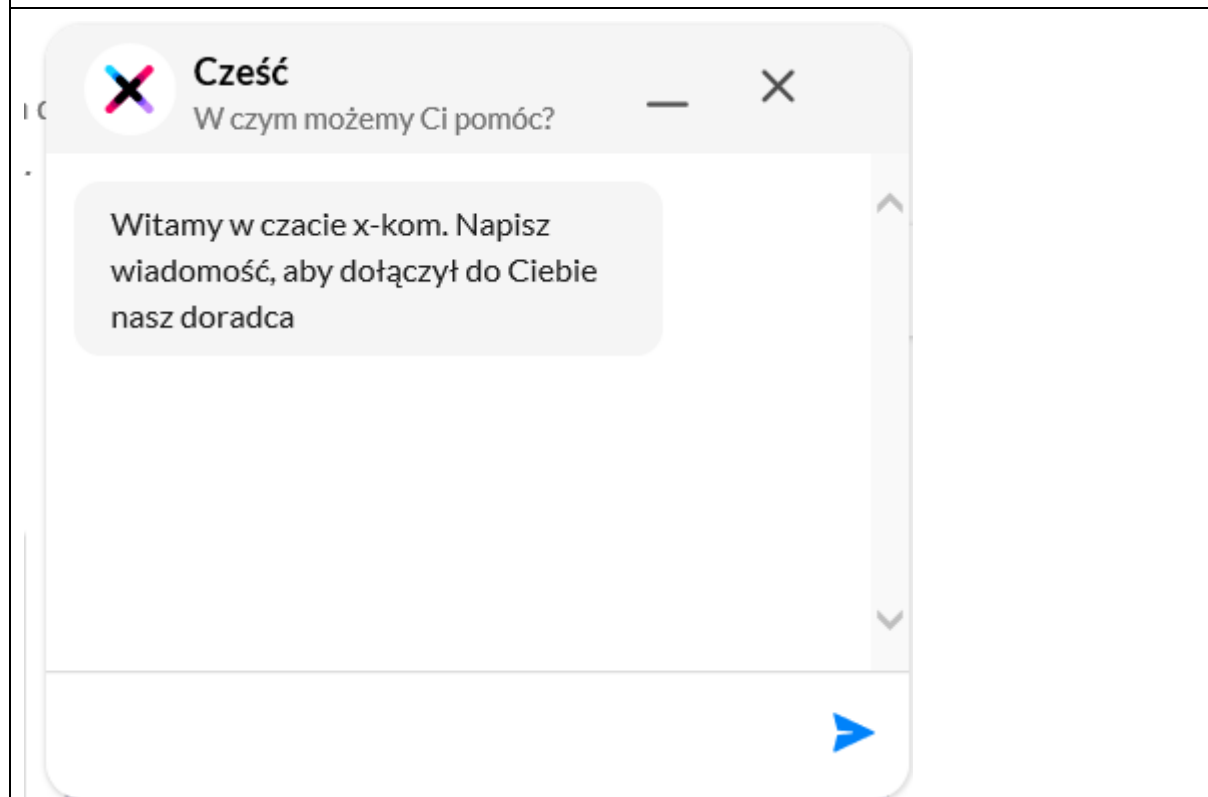 Cześć
W czym możemy Ci pomóc?
Witamy w czacie x-kom. Napisz
wiadomość, aby dołączył do Ciebie
nasz doradca